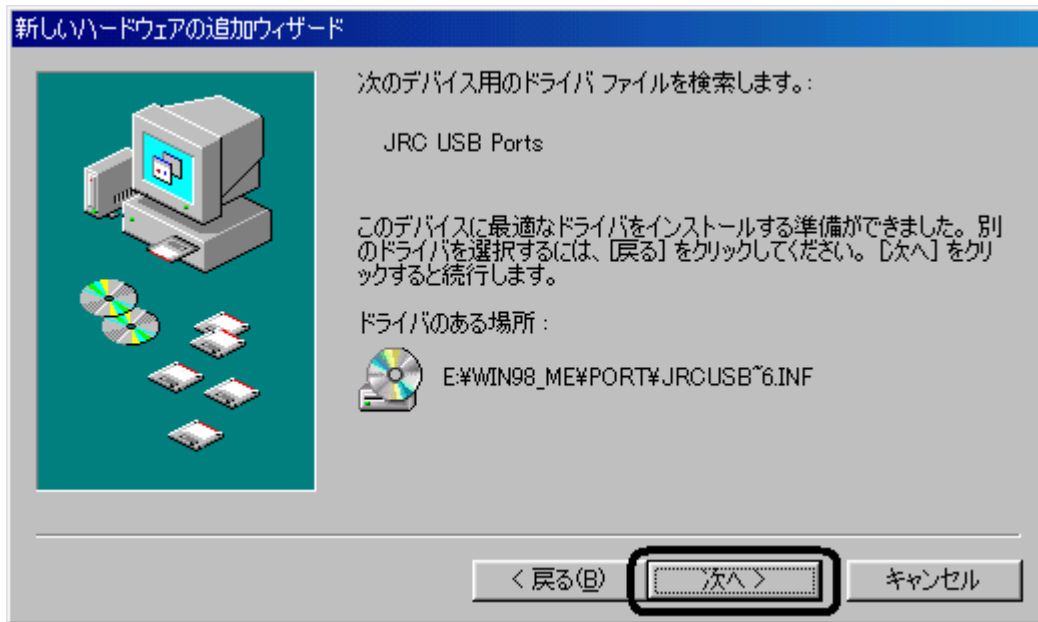 新しいハードウェアの追加ウィザード
次のデバイス用のドライバ ファイルを検索します。:
JRC USB Ports
このデバイスに最適なドライバをインストールする準備ができました。別
のドライバを選択するには、[戻る] をクリックしてください。[次へ] をクリ
ックすると続行します。
ドライバのある場所 :
E:¥WIN98_ME¥PORT¥JRCUSB~6.INF
< 戻る(B)
次へ >
キャンセル